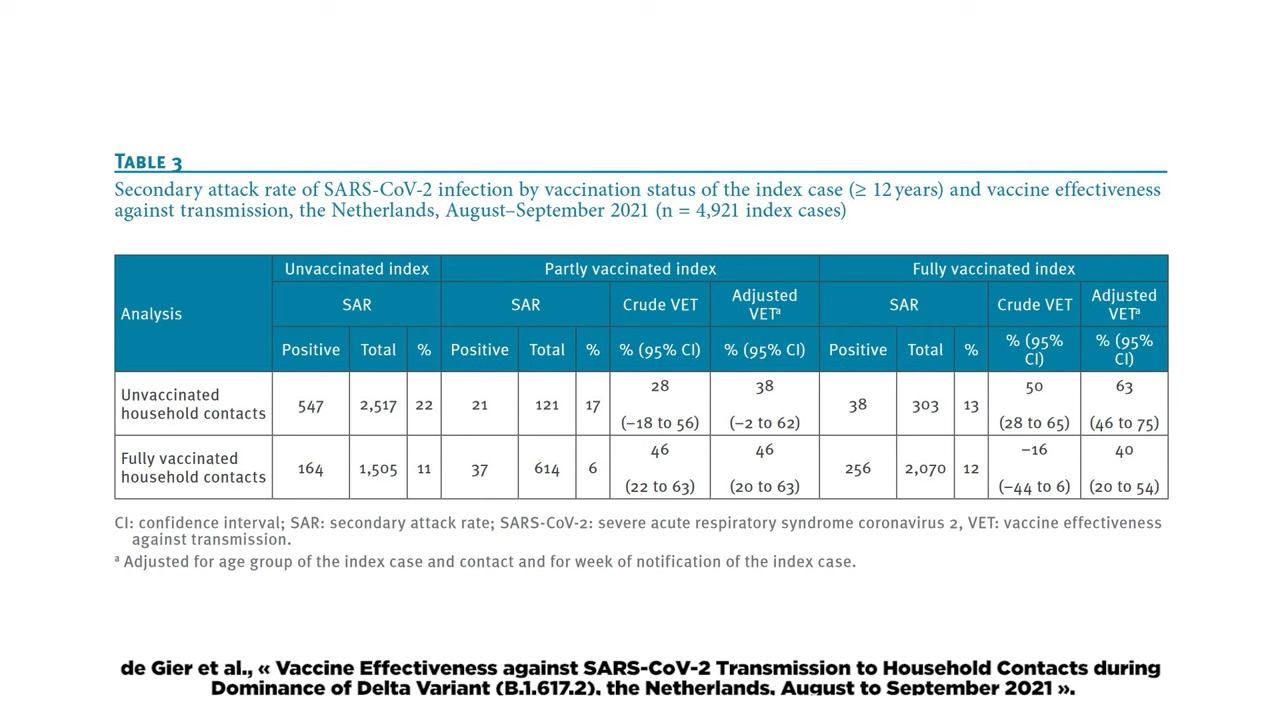 TABLE 3
Secondary attack rate of SARS-CoV-2 infection by vaccination status of the index case (≥ 12 years) and vaccine effectiveness
against transmission, the Netherlands, August–September 2021 (n = 4,921 index cases)
Analysis
Unvaccinated index
Partly vaccinated index
Fully vaccinated index
SAR
SAR
Crude VET
Adjusted
VETᵃ
SAR
Crude VET
Adjusted
VETᵃ
Positive
Total
%
Positive
Total
%
% (95% CI)
% (95% CI)
Positive
Total
%
% (95%
CI)
% (95%
CI)
Unvaccinated
household contacts
547
2,517
22
21
121
17
28
(−18 to 56)
38
(−2 to 62)
38
303
13
50
(28 to 65)
63
(46 to 75)
Fully vaccinated
household contacts
164
1,505
11
37
614
6
46
(22 to 63)
46
(20 to 63)
256
2,070
12
−16
(−44 to 6)
40
(20 to 54)
CI: confidence interval; SAR: secondary attack rate; SARS-CoV-2: severe acute respiratory syndrome coronavirus 2, VET: vaccine effectiveness
against transmission.
ᵃ Adjusted for age group of the index case and contact and for week of notification of the index case.
de Gier et al., « Vaccine Effectiveness against SARS-CoV-2 Transmission to Household Contacts during
Dominance of Delta Variant (B.1.617.2), the Netherlands, August to September 2021 ».